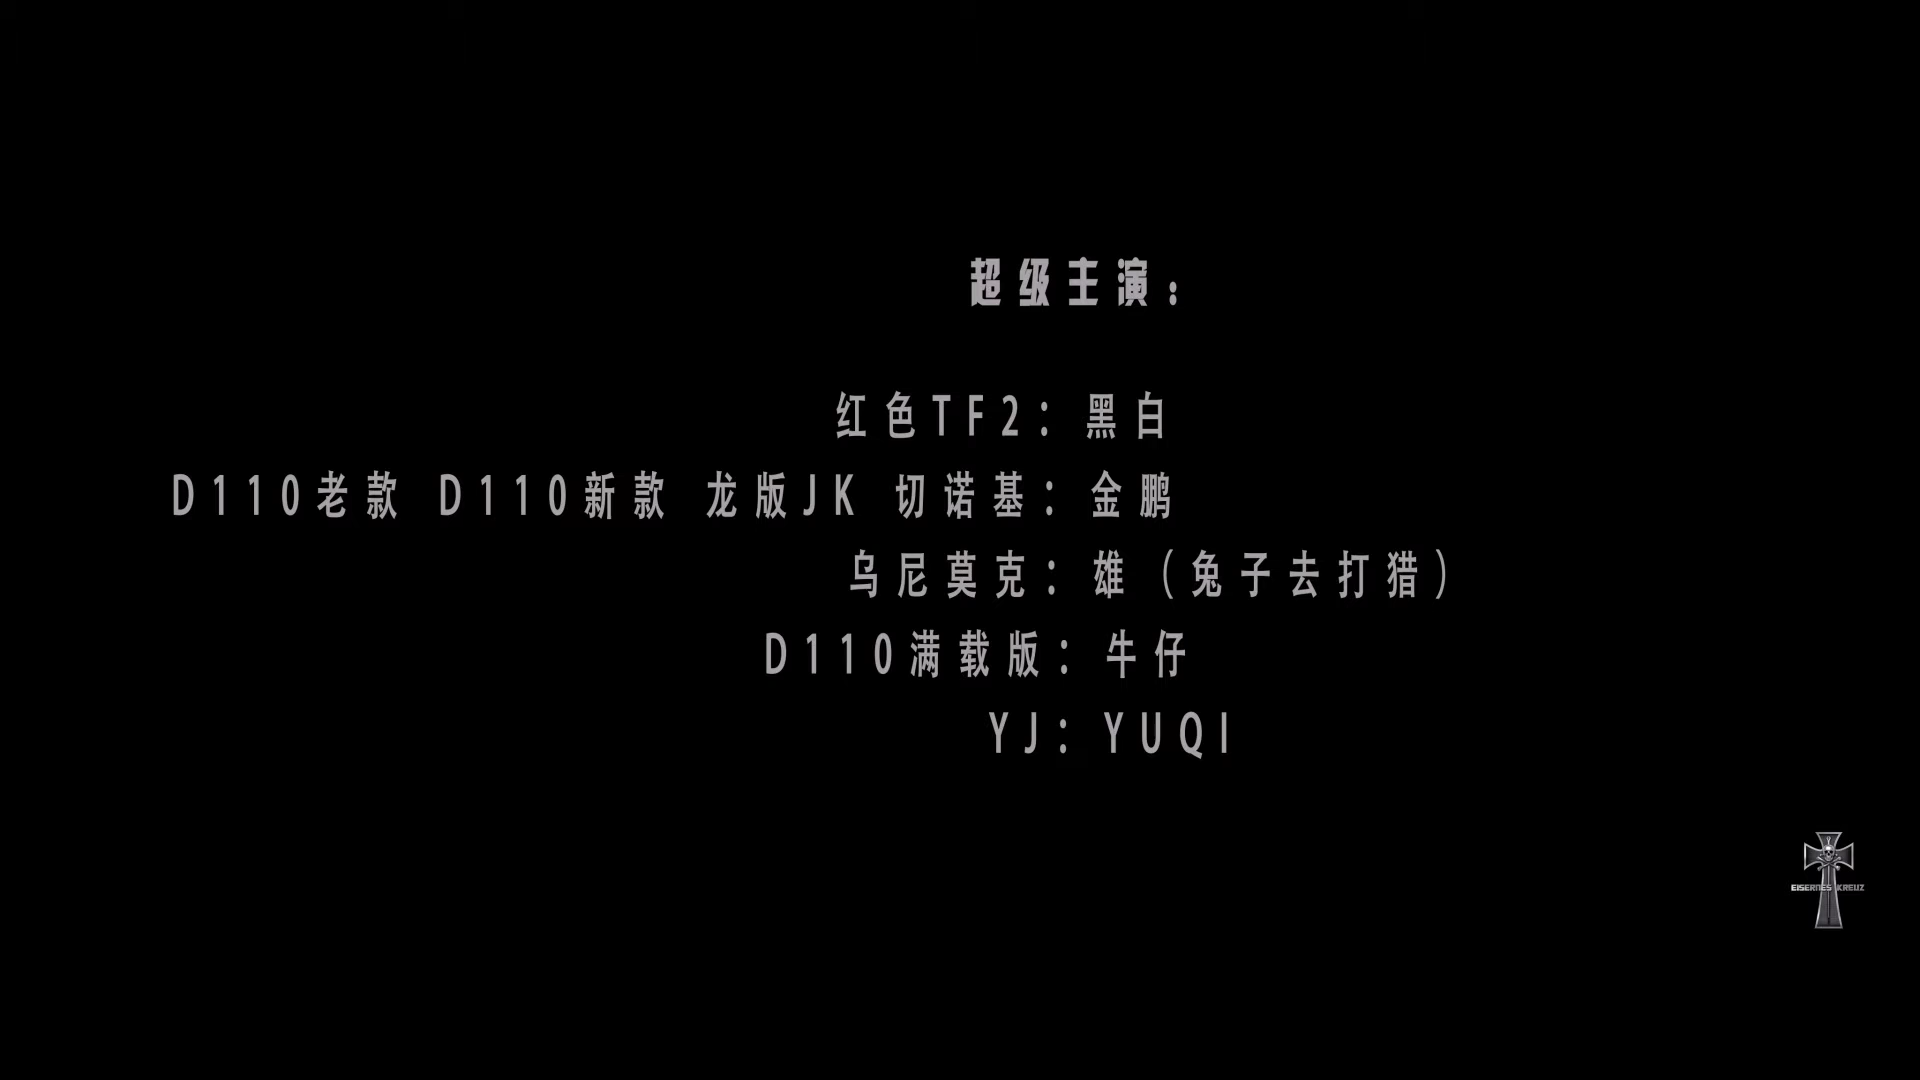 超级主演：
红色TF2：黑白
D110老款 D110新款 龙版JK 切诺基：金鹏
乌尼莫克：雄（兔子去打猎）
D110满载版：牛仔
YJ：YUQI
EISERNES KREUZ